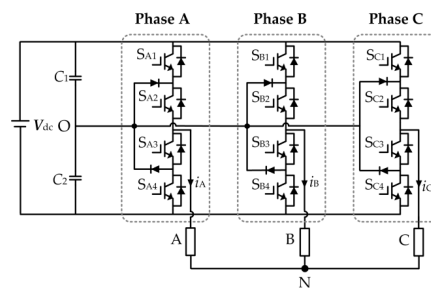 Phase A Phase B Phase C
SA1 SB1 SC1
C1
SA2 SB2 SC2
Vdc O
SA3 SB3 SC3
C2
SA4 iA SB4 iB SC4 iC
A B C
N